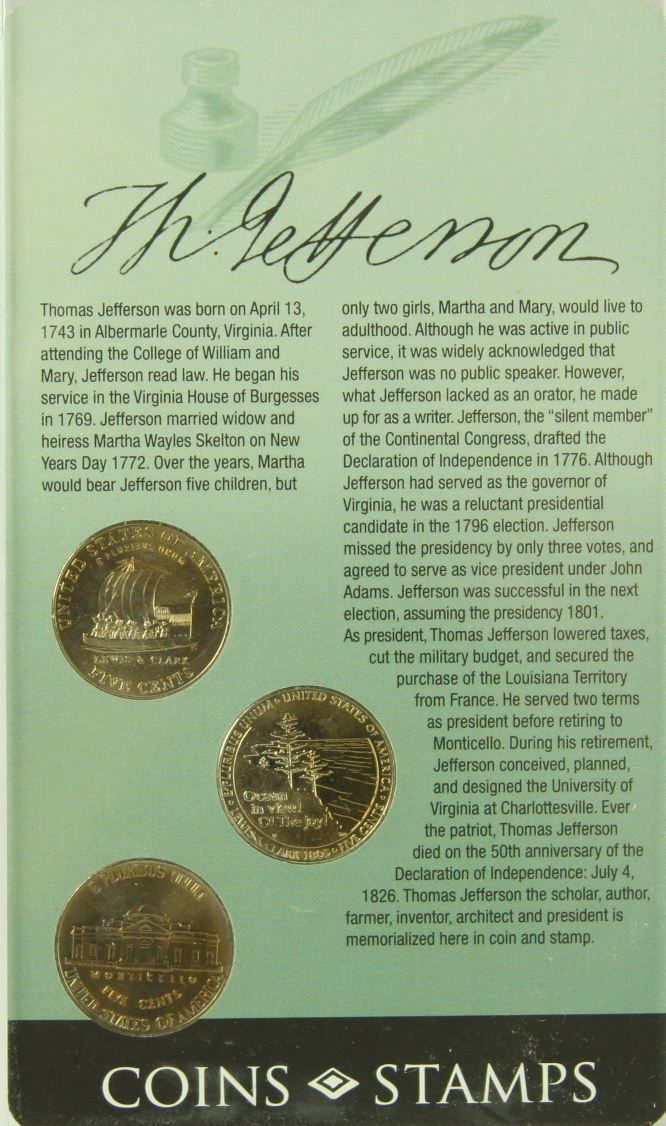 Th. Jefferson
Thomas Jefferson was born on April 13,
1743 in Albermarle County, Virginia. After
attending the College of William and
Mary, Jefferson read law. He began his
service in the Virginia House of Burgesses
in 1769. Jefferson married widow and
heiress Martha Wayles Skelton on New
Years Day 1772. Over the years, Martha
would bear Jefferson five children, but
only two girls, Martha and Mary, would live to
adulthood. Although he was active in public
service, it was widely acknowledged that
Jefferson was no public speaker. However,
what Jefferson lacked as an orator, he made
up for as a writer. Jefferson, the “silent member”
of the Continental Congress, drafted the
Declaration of Independence in 1776. Although
Jefferson had served as the governor of
Virginia, he was a reluctant presidential
candidate in the 1796 election. Jefferson
missed the presidency by only three votes, and
agreed to serve as vice president under John
Adams. Jefferson was successful in the next
election, assuming the presidency 1801.
As president, Thomas Jefferson lowered taxes,
cut the military budget, and secured the
purchase of the Louisiana Territory
from France. He served two terms
as president before retiring to
Monticello. During his retirement,
Jefferson conceived, planned,
and designed the University of
Virginia at Charlottesville. Ever
the patriot, Thomas Jefferson
died on the 50th anniversary of the
Declaration of Independence: July 4,
1826. Thomas Jefferson the scholar, author,
farmer, inventor, architect and president is
memorialized here in coin and stamp.
UNITED STATES OF AMERICA
E PLURIBUS UNUM
LEWIS & CLARK
FIVE CENTS
E PLURIBUS UNUM • UNITED STATES OF AMERICA
Ocean
in view!
O! The Joy!
LEWIS & CLARK 1805 • FIVE CENTS
E PLURIBUS UNUM
MONTICELLO
FIVE CENTS
UNITED STATES OF AMERICA
COINS STAMPS